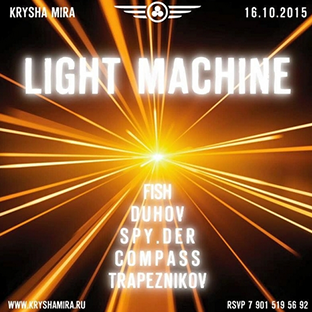 KRYSHA MIRA
16.10.2015
LIGHT MACHINE
FISH
DUHOV
SPY.DER
COMPASS
TRAPEZNIKOV
WWW.KRYSHAMIRA.RU
RSVP 7 901 519 56 92